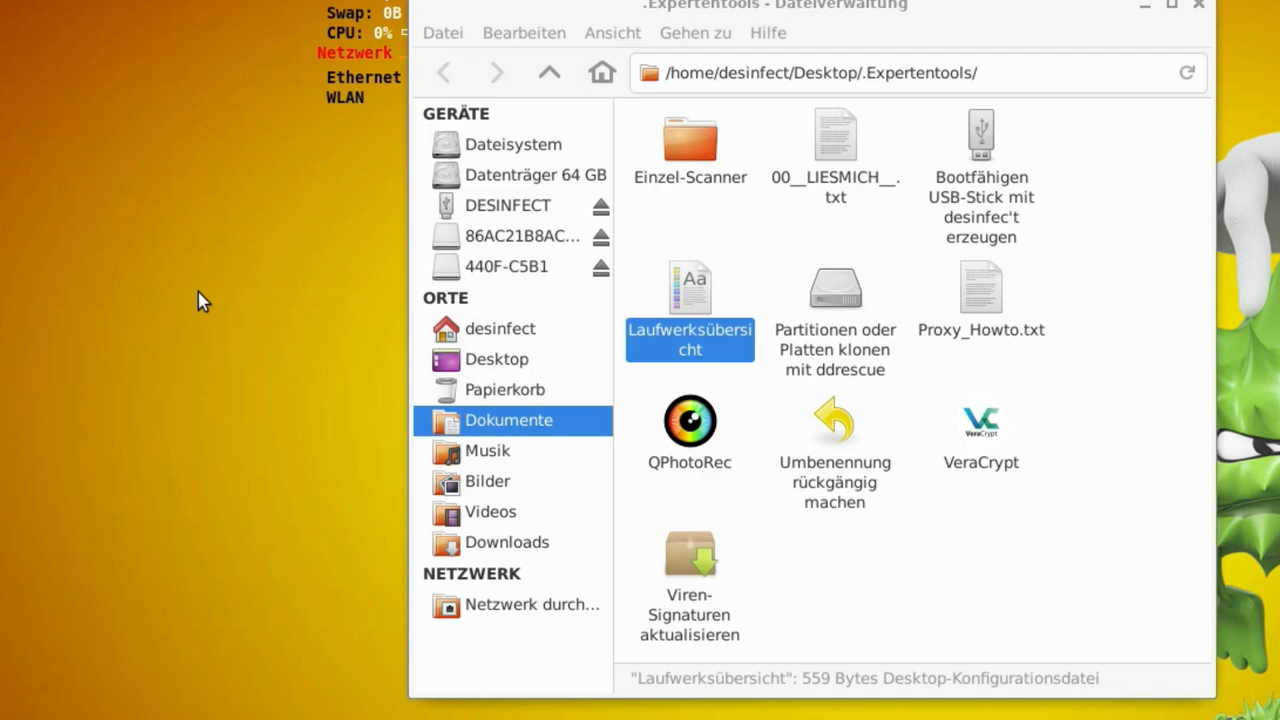 Swap: 0B
CPU: 0%
Netzwerk
Ethernet
WLAN
.Expertentools - Dateiverwaltung
Datei Bearbeiten Ansicht Gehen zu Hilfe
/home/desinfect/Desktop/.Expertentools/
GERÄTE
Dateisystem
Datenträger 64 GB
DESINFECT
86AC21B8AC...
440F-C5B1
ORTE
desinfect
Desktop
Papierkorb
Dokumente
Musik
Bilder
Videos
Downloads
NETZWERK
Netzwerk durch...
Einzel-Scanner
00__LIESMICH__.
txt
Bootfähigen
USB-Stick mit
desinfec't
erzeugen
Aa
Laufwerksübersi
cht
Partitionen oder
Platten klonen
mit ddrescue
Proxy_Howto.txt
QPhotoRec
Umbenennung
rückgängig
machen
VeraCrypt
VeraCrypt
Viren-
Signaturen
aktualisieren
"Laufwerksübersicht": 559 Bytes Desktop-Konfigurationsdatei